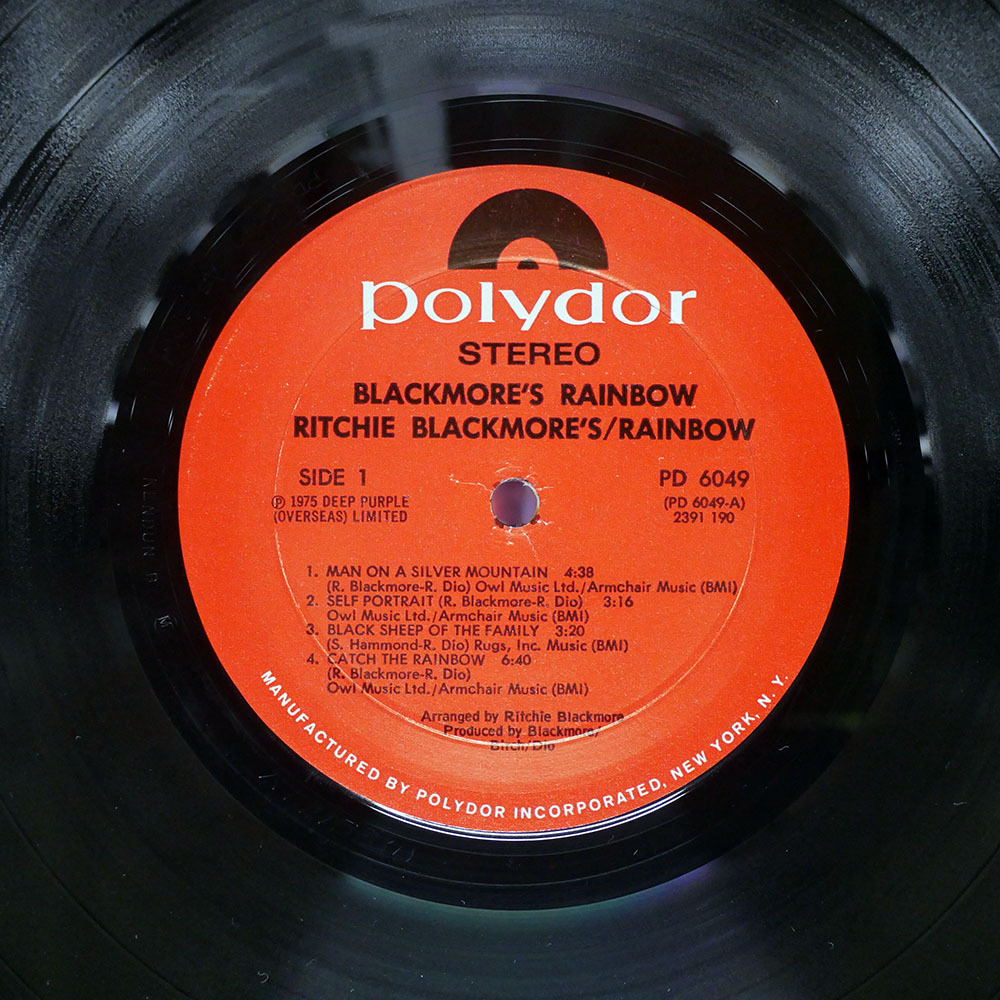 polydor
STEREO
BLACKMORE'S RAINBOW
RITCHIE BLACKMORE'S/RAINBOW
SIDE 1
℗ 1975 DEEP PURPLE
(OVERSEAS) LIMITED
PD 6049
(PD 6049-A)
2391 190
1. MAN ON A SILVER MOUNTAIN 4:38
(R. Blackmore-R. Dio) Owl Music Ltd./Armchair Music (BMI)
2. SELF PORTRAIT (R. Blackmore-R. Dio) 3:16
Owl Music Ltd./Armchair Music (BMI)
3. BLACK SHEEP OF THE FAMILY 3:20
(S. Hammond-R. Dio) Rugs, Inc. Music (BMI)
4. CATCH THE RAINBOW 6:40
(R. Blackmore-R. Dio)
Owl Music Ltd./Armchair Music (BMI)
Arranged by Ritchie Blackmore
Produced by Blackmore/
Birch/Dio
MANUFACTURED BY POLYDOR INCORPORATED, NEW YORK, N.Y.